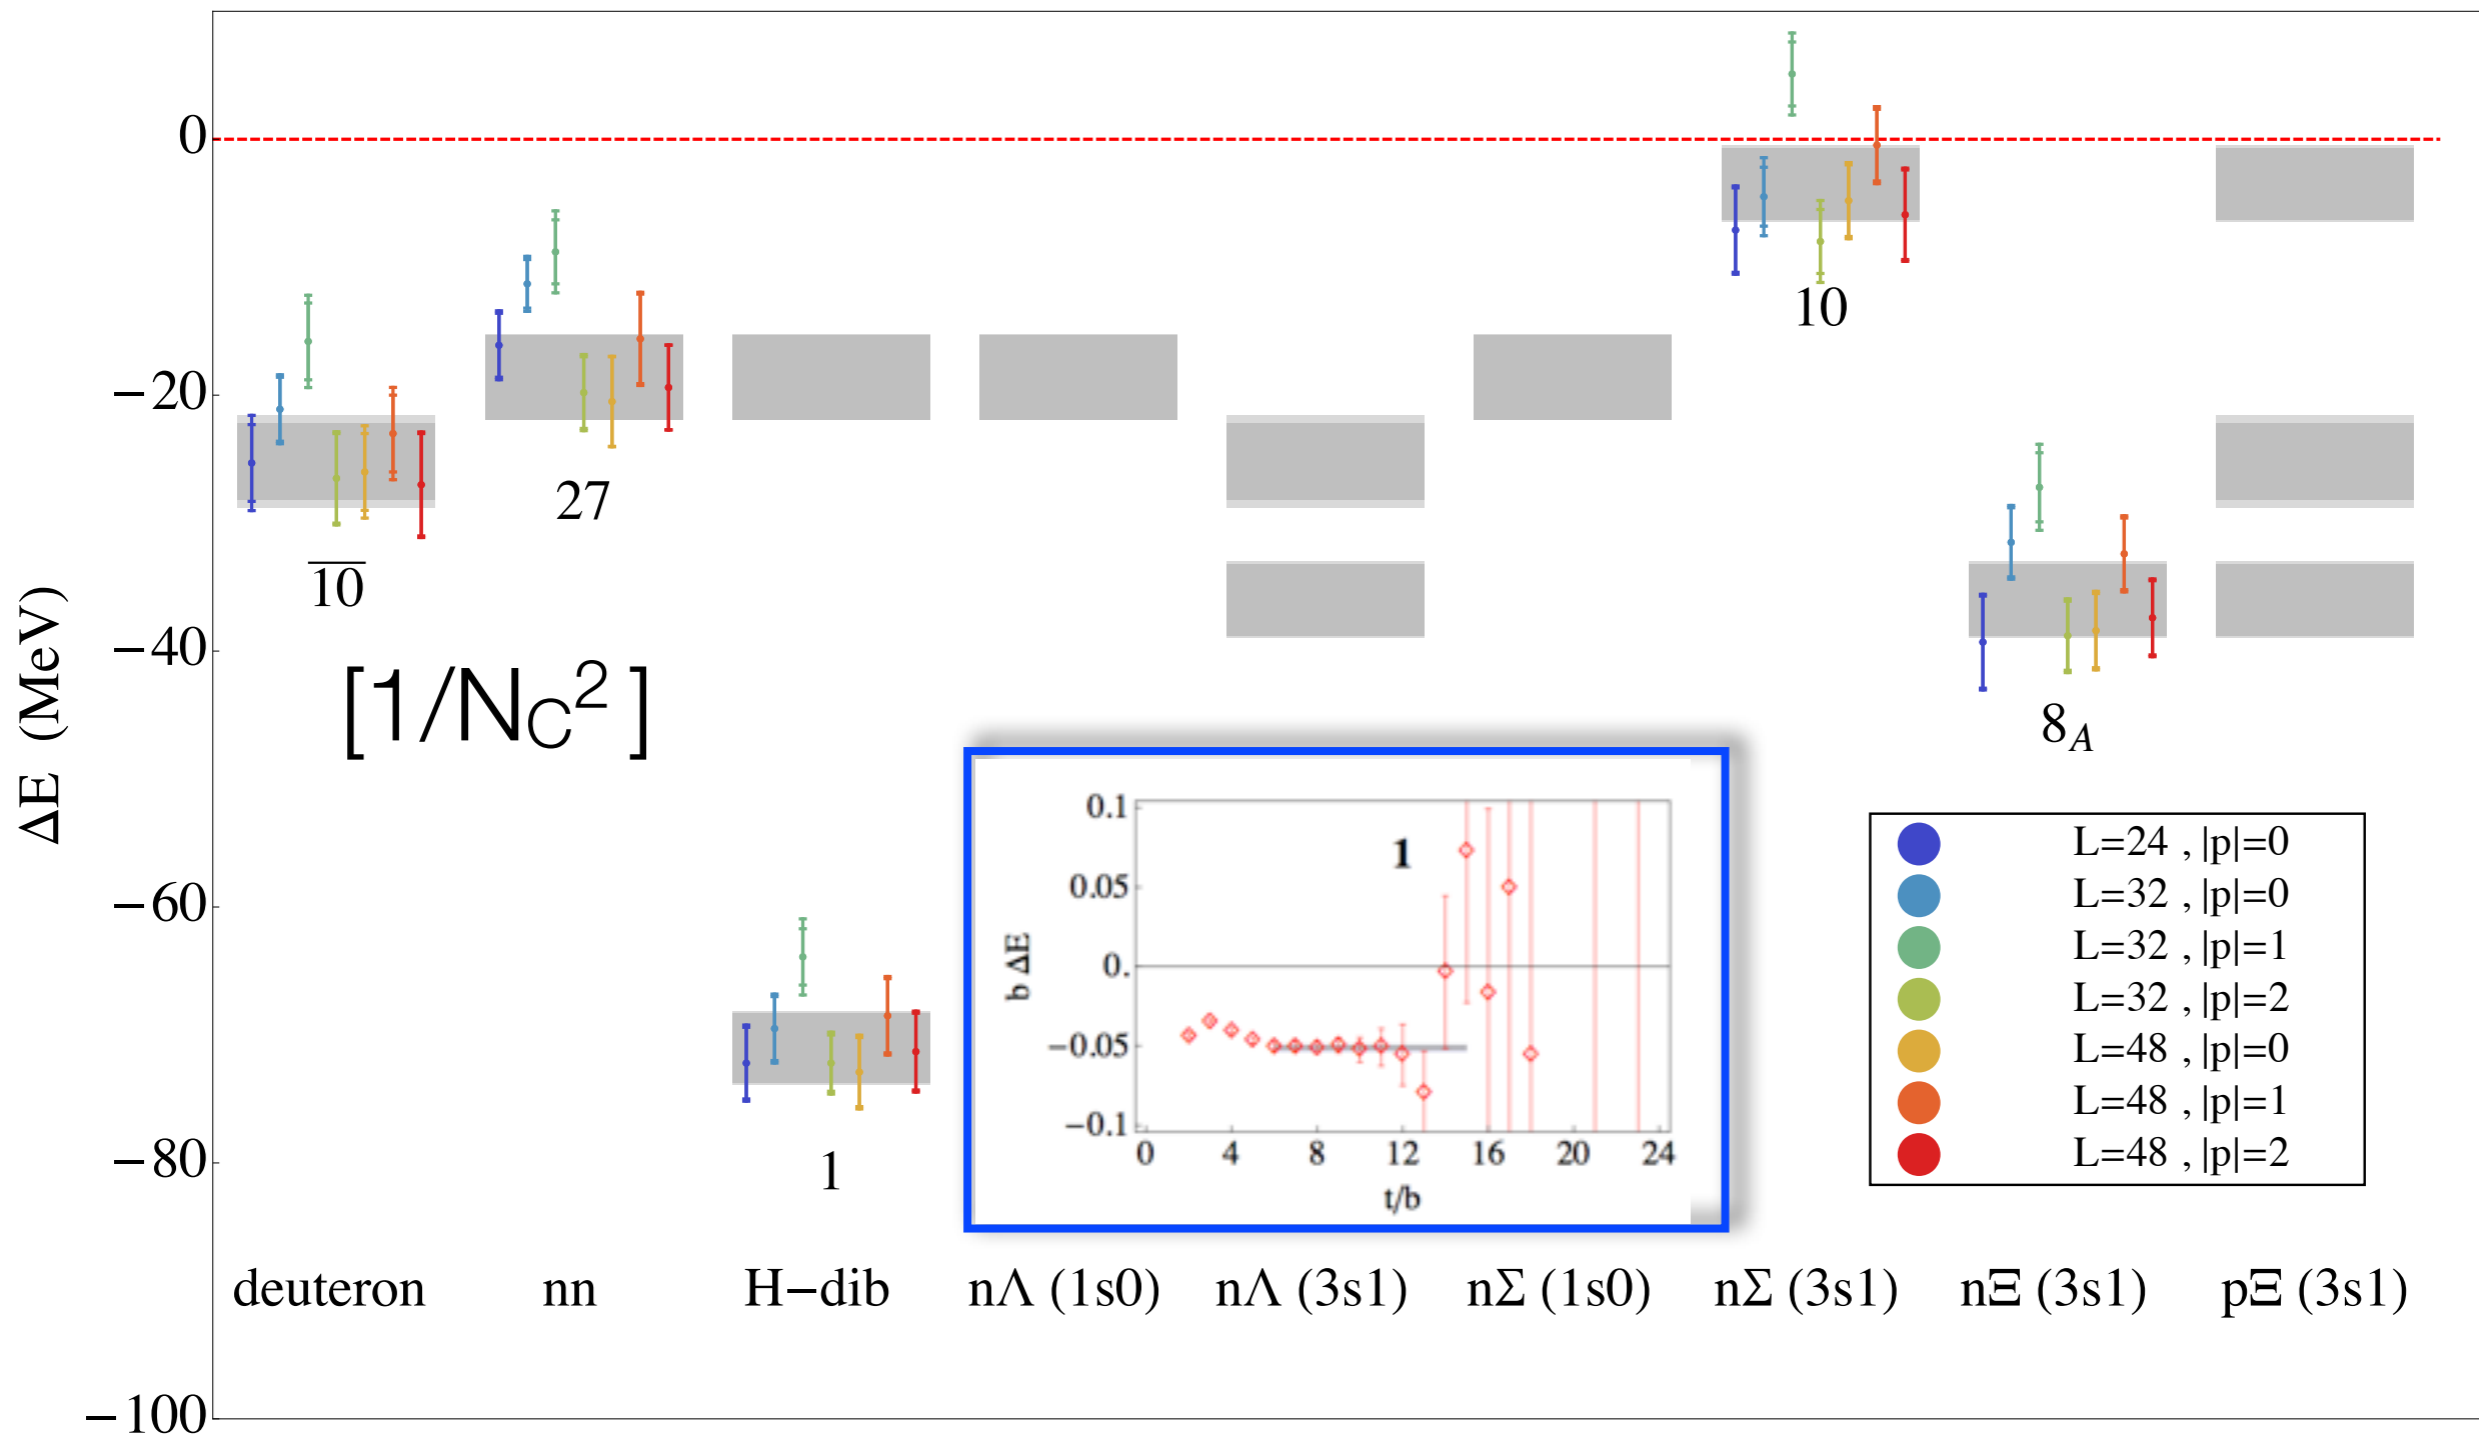 0
−20
−40
−60
−80
−100
ΔE (MeV)
10
27
1
10
8A
[1/NC2]
0.1
0.05
0.
−0.05
−0.1
b ΔE
1
0 4 8 12 16 20 24
t/b
L=24 , |p|=0
L=32 , |p|=0
L=32 , |p|=1
L=32 , |p|=2
L=48 , |p|=0
L=48 , |p|=1
L=48 , |p|=2
deuteron nn H−dib nΛ (1s0) nΛ (3s1) nΣ (1s0) nΣ (3s1) nΞ (3s1) pΞ (3s1)